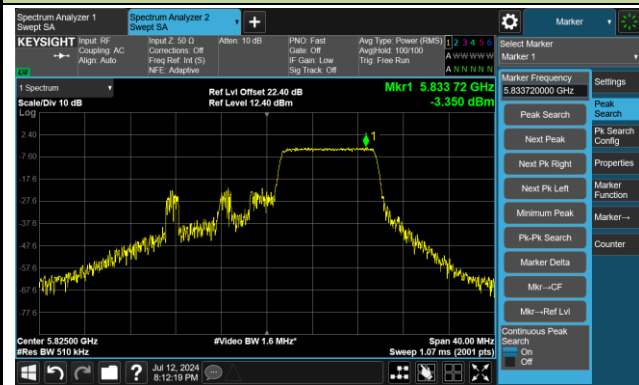 Spectrum Analyzer 1
Swept SA
Spectrum Analyzer 2
Swept SA
+
Marker
KEYSIGHT
Input: RF
Coupling: AC
Align: Auto
Input Z: 50 Ω
Corrections: Off
Freq Ref: Int (S)
NFE: Adaptive
Atten: 10 dB
PNO: Fast
Gate: Off
IF Gain: Low
Sig Track: Off
Avg Type: Power (RMS)
Avg|Hold: 100/100
Trig: Free Run
1 2 3 4 5 6
A W W W W W
A N N N N N
LXI
Select Marker
Marker 1
1 Spectrum
Scale/Div 10 dB
Ref Lvl Offset 22.40 dB
Ref Level 12.40 dBm
Mkr1 5.833 72 GHz
-3.350 dBm
Log
2.40
-7.60
-17.6
-27.6
-37.6
-47.6
-57.6
-67.6
-77.6
1
Center 5.82500 GHz
#Res BW 510 kHz
#Video BW 1.6 MHz*
Span 40.00 MHz
Sweep 1.07 ms (2001 pts)
Marker Frequency
5.833720000 GHz
Peak Search
Next Peak
Next Pk Right
Next Pk Left
Minimum Peak
Pk-Pk Search
Marker Delta
Mkr→CF
Mkr→Ref Lvl
Continuous Peak
Search
On
Off
Settings
Peak
Search
Pk Search
Config
Properties
Marker
Function
Marker→
Counter
?
Jul 12, 2024
8:12:19 PM